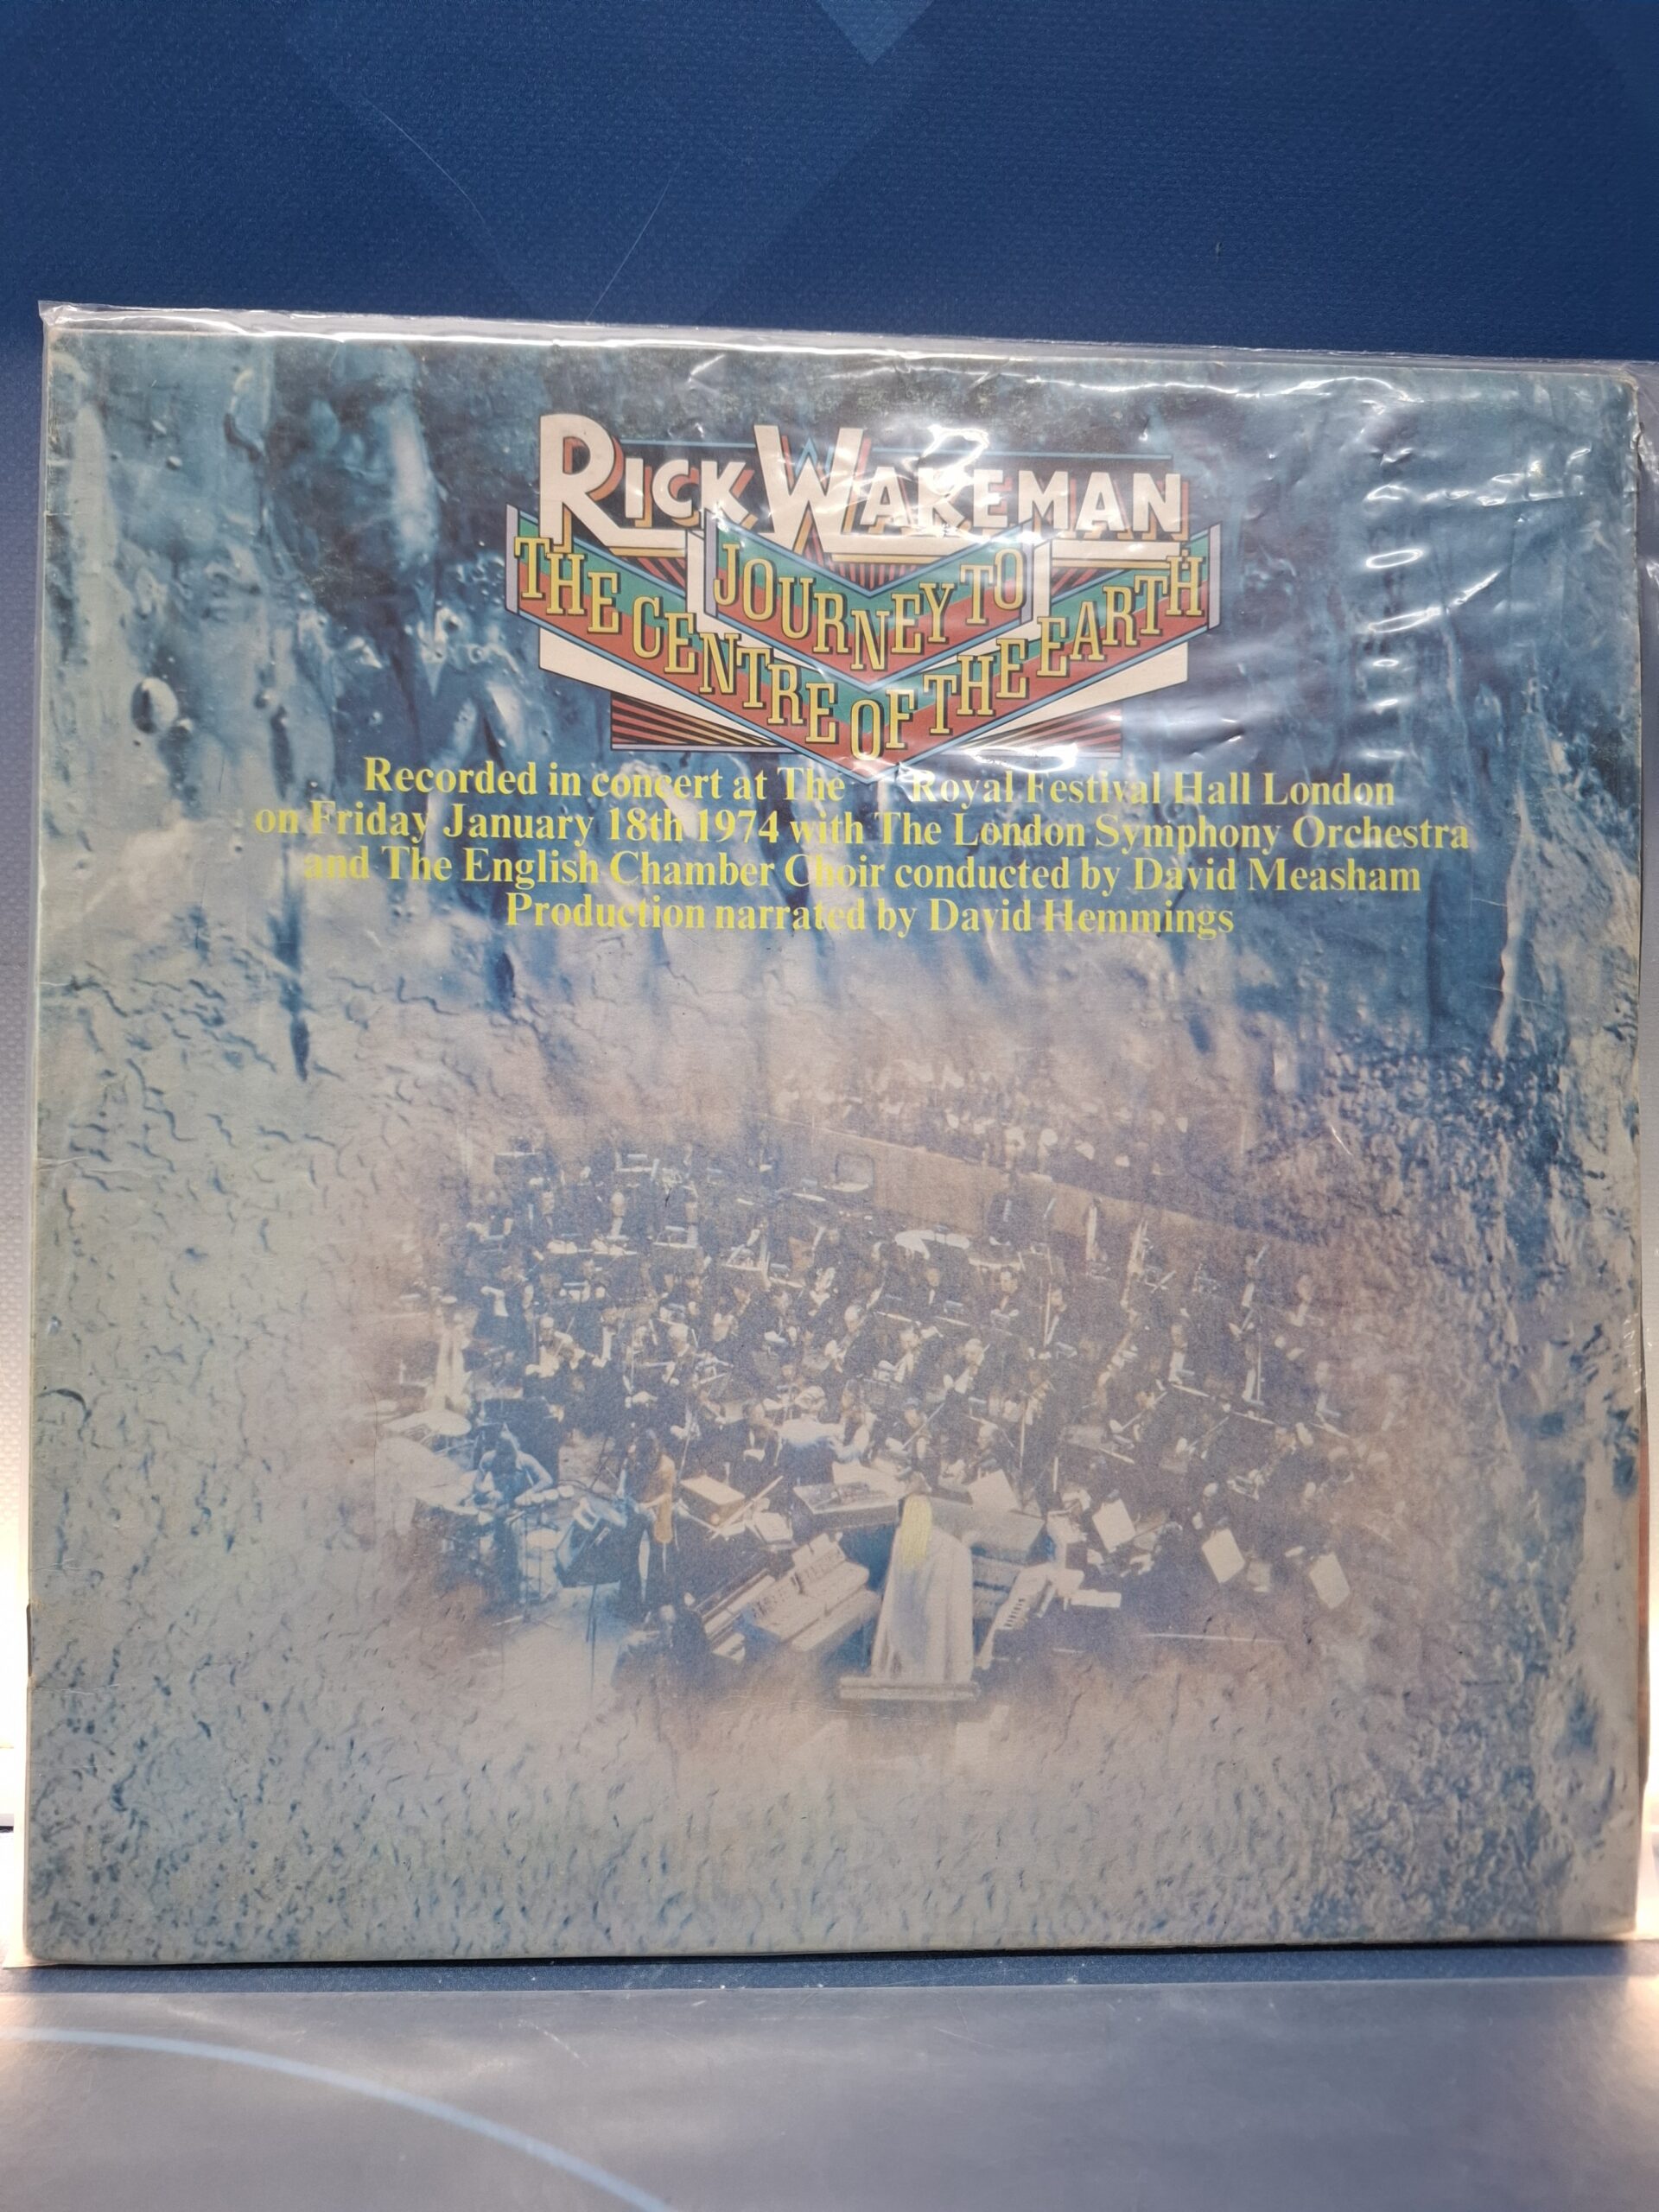 RICK WAKEMAN
JOURNEY TO
THE CENTRE OF THE EARTH
Recorded in concert at The Royal Festival Hall London
on Friday January 18th 1974 with The London Symphony Orchestra
and The English Chamber Choir conducted by David Measham
Production narrated by David Hemmings